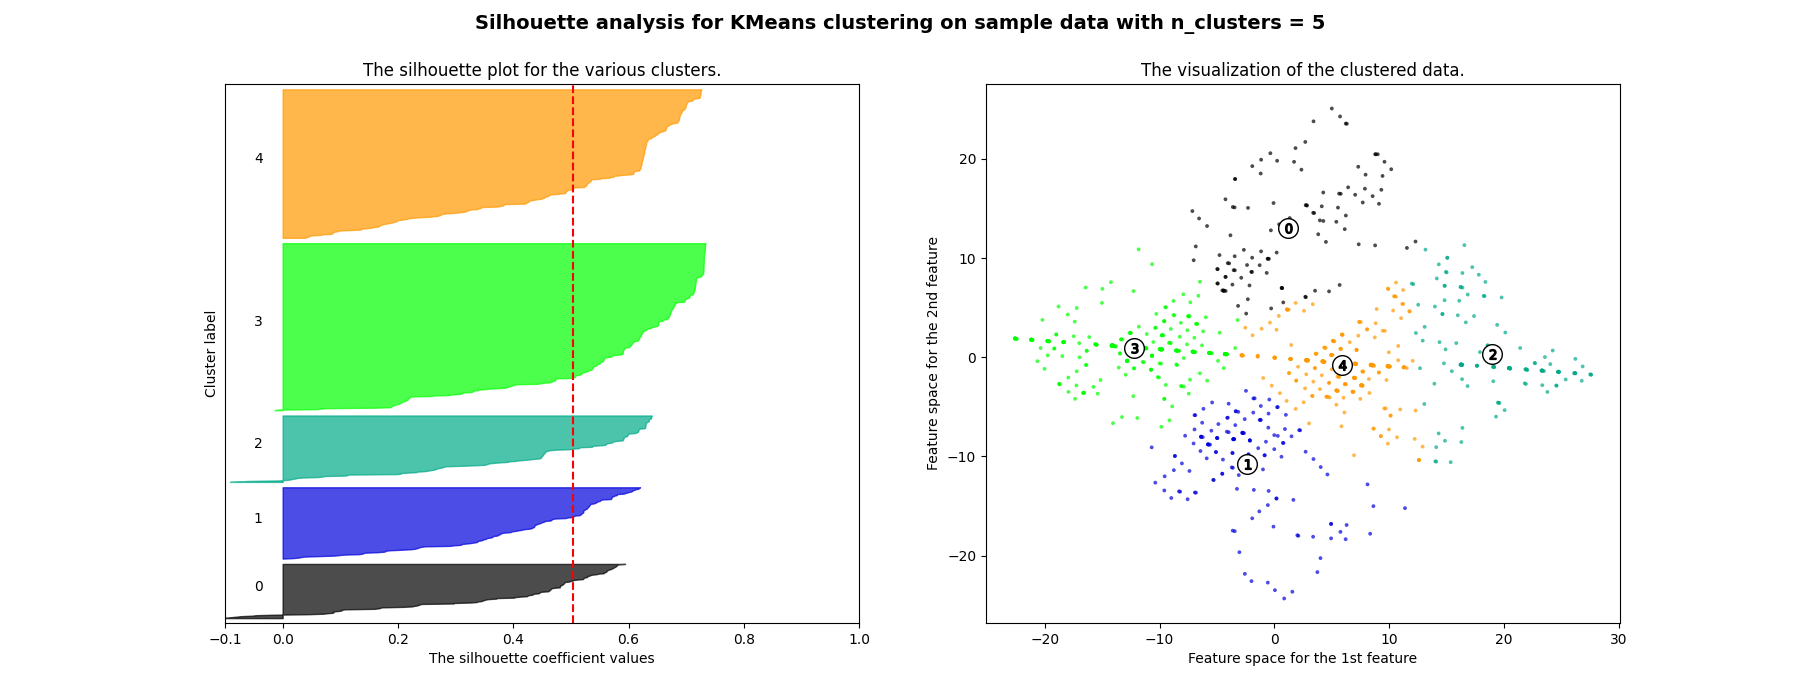 Silhouette analysis for KMeans clustering on sample data with n_clusters = 5
The silhouette plot for the various clusters.
Cluster label
4
3
2
1
0
−0.1 0.0 0.2 0.4 0.6 0.8 1.0
The silhouette coefficient values
The visualization of the clustered data.
Feature space for the 2nd feature
20
10
0
−10
−20
0
3
2
4
1
−20 −10 0 10 20 30
Feature space for the 1st feature